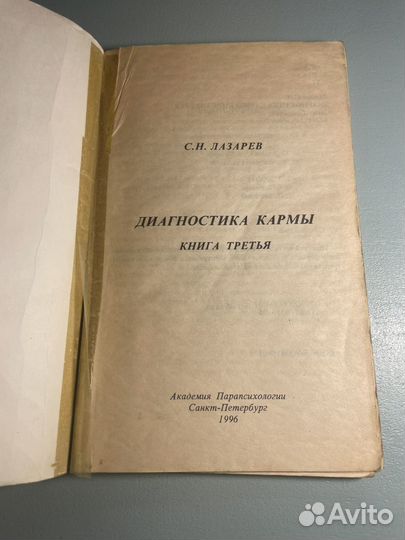 С.Н. ЛАЗАРЕВ
ДИАГНОСТИКА КАРМЫ
КНИГА ТРЕТЬЯ
Академия Парапсихологии
Санкт-Петербург
1996
Avito